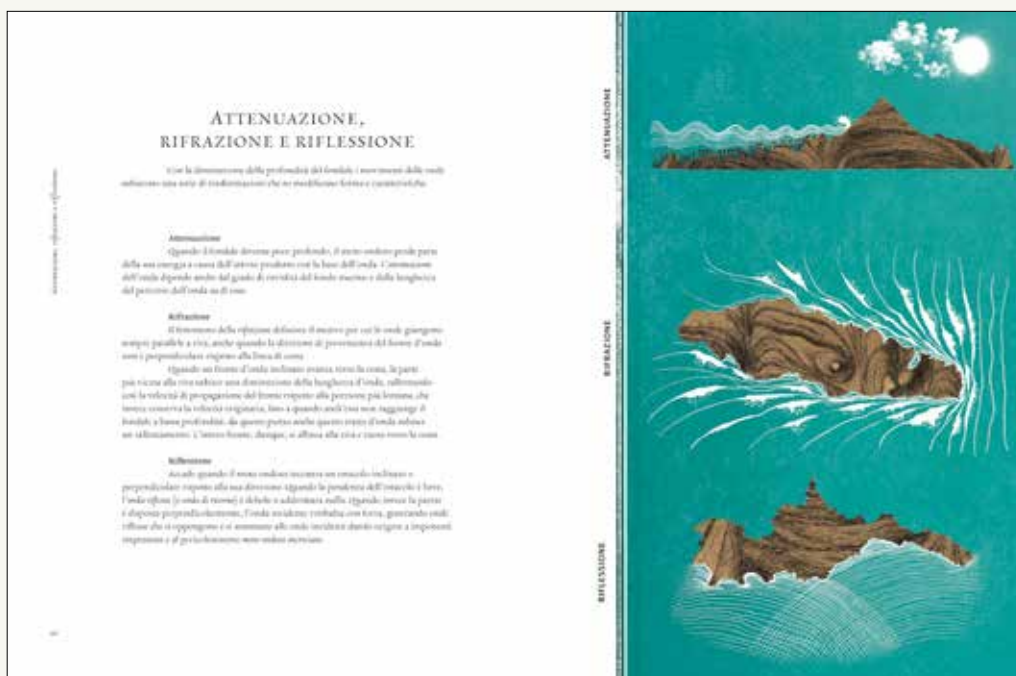 ATTENUAZIONE,
RIFRAZIONE E RIFLESSIONE
Con la diminuzione della profondità del fondale i movimenti delle onde
subiscono una serie di trasformazioni che ne modificano forma e caratteristiche.
Attenuazione
Quando il fondale diventa poco profondo, il moto ondoso perde parte
della sua energia a causa dell'attrito prodotto con la base dell'onda. L'attenuazione
dell'onda dipende anche dal grado di del fondo marino e dalla lunghezza
del percorso dell'onda su di esso.
Rifrazione
Il fenomeno della rifrazione definisce il motivo per cui le onde giungono
sempre parallele a riva, anche quando la direzione di provenienza del fronte d'onda
non è perpendicolare rispetto alla linea di costa.
Quando un fronte d'onda inclinato avanza verso la costa, la parte
più vicina alla riva subisce una diminuzione della lunghezza d'onda, rallentando
così la velocità di propagazione del fronte rispetto alla porzione più lontana, che
invece conserva la velocità originaria, fino a quando anch'essa non raggiunge il
fondale a bassa profondità: da questo punto anche questo tratto d'onda subisce
un rallentamento. L'intero fronte, dunque, si allinea alla riva e ruota verso la costa.
Riflessione
Accade quando il moto ondoso incontra un ostacolo inclinato o
perpendicolare rispetto alla sua direzione. Quando la pendenza dell'ostacolo è lieve,
l'onda riflessa (o onda di ritorno) è debole o addirittura nulla. Quando invece la parete
è disposta perpendicolarmente, l'onda incidente rimbalza con forza, generando onde
riflesse che si oppongono e si sommano alle onde incidenti dando origine a imponenti
e al pericolosissimo moto ondoso incrociato.
ATTENUAZIONE
RIFRAZIONE
RIFLESSIONE